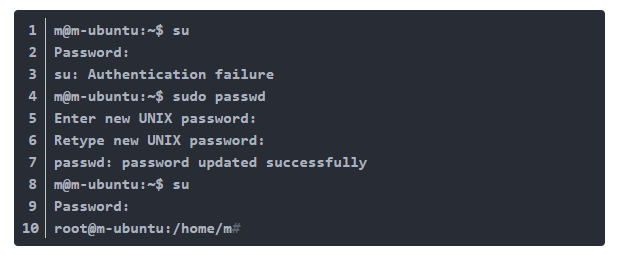 1 m@m-ubuntu:~$ su
2 Password:
3 su: Authentication failure
4 m@m-ubuntu:~$ sudo passwd
5 Enter new UNIX password:
6 Retype new UNIX password:
7 passwd: password updated successfully
8 m@m-ubuntu:~$ su
9 Password:
10 root@m-ubuntu:/home/m#